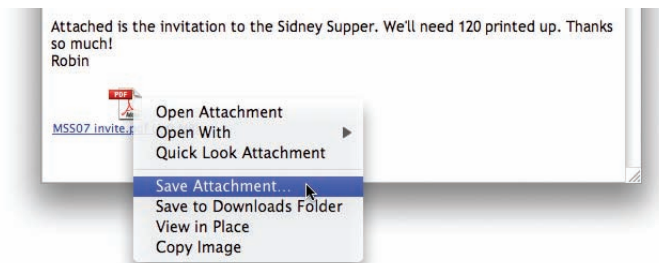 Attached is the invitation to the Sidney Supper. We'll need 120 printed up. Thanks
so much!
Robin
PDF
MSS07 invite.p
Open Attachment
Open With
Quick Look Attachment
Save Attachment...
Save to Downloads Folder
View in Place
Copy Image